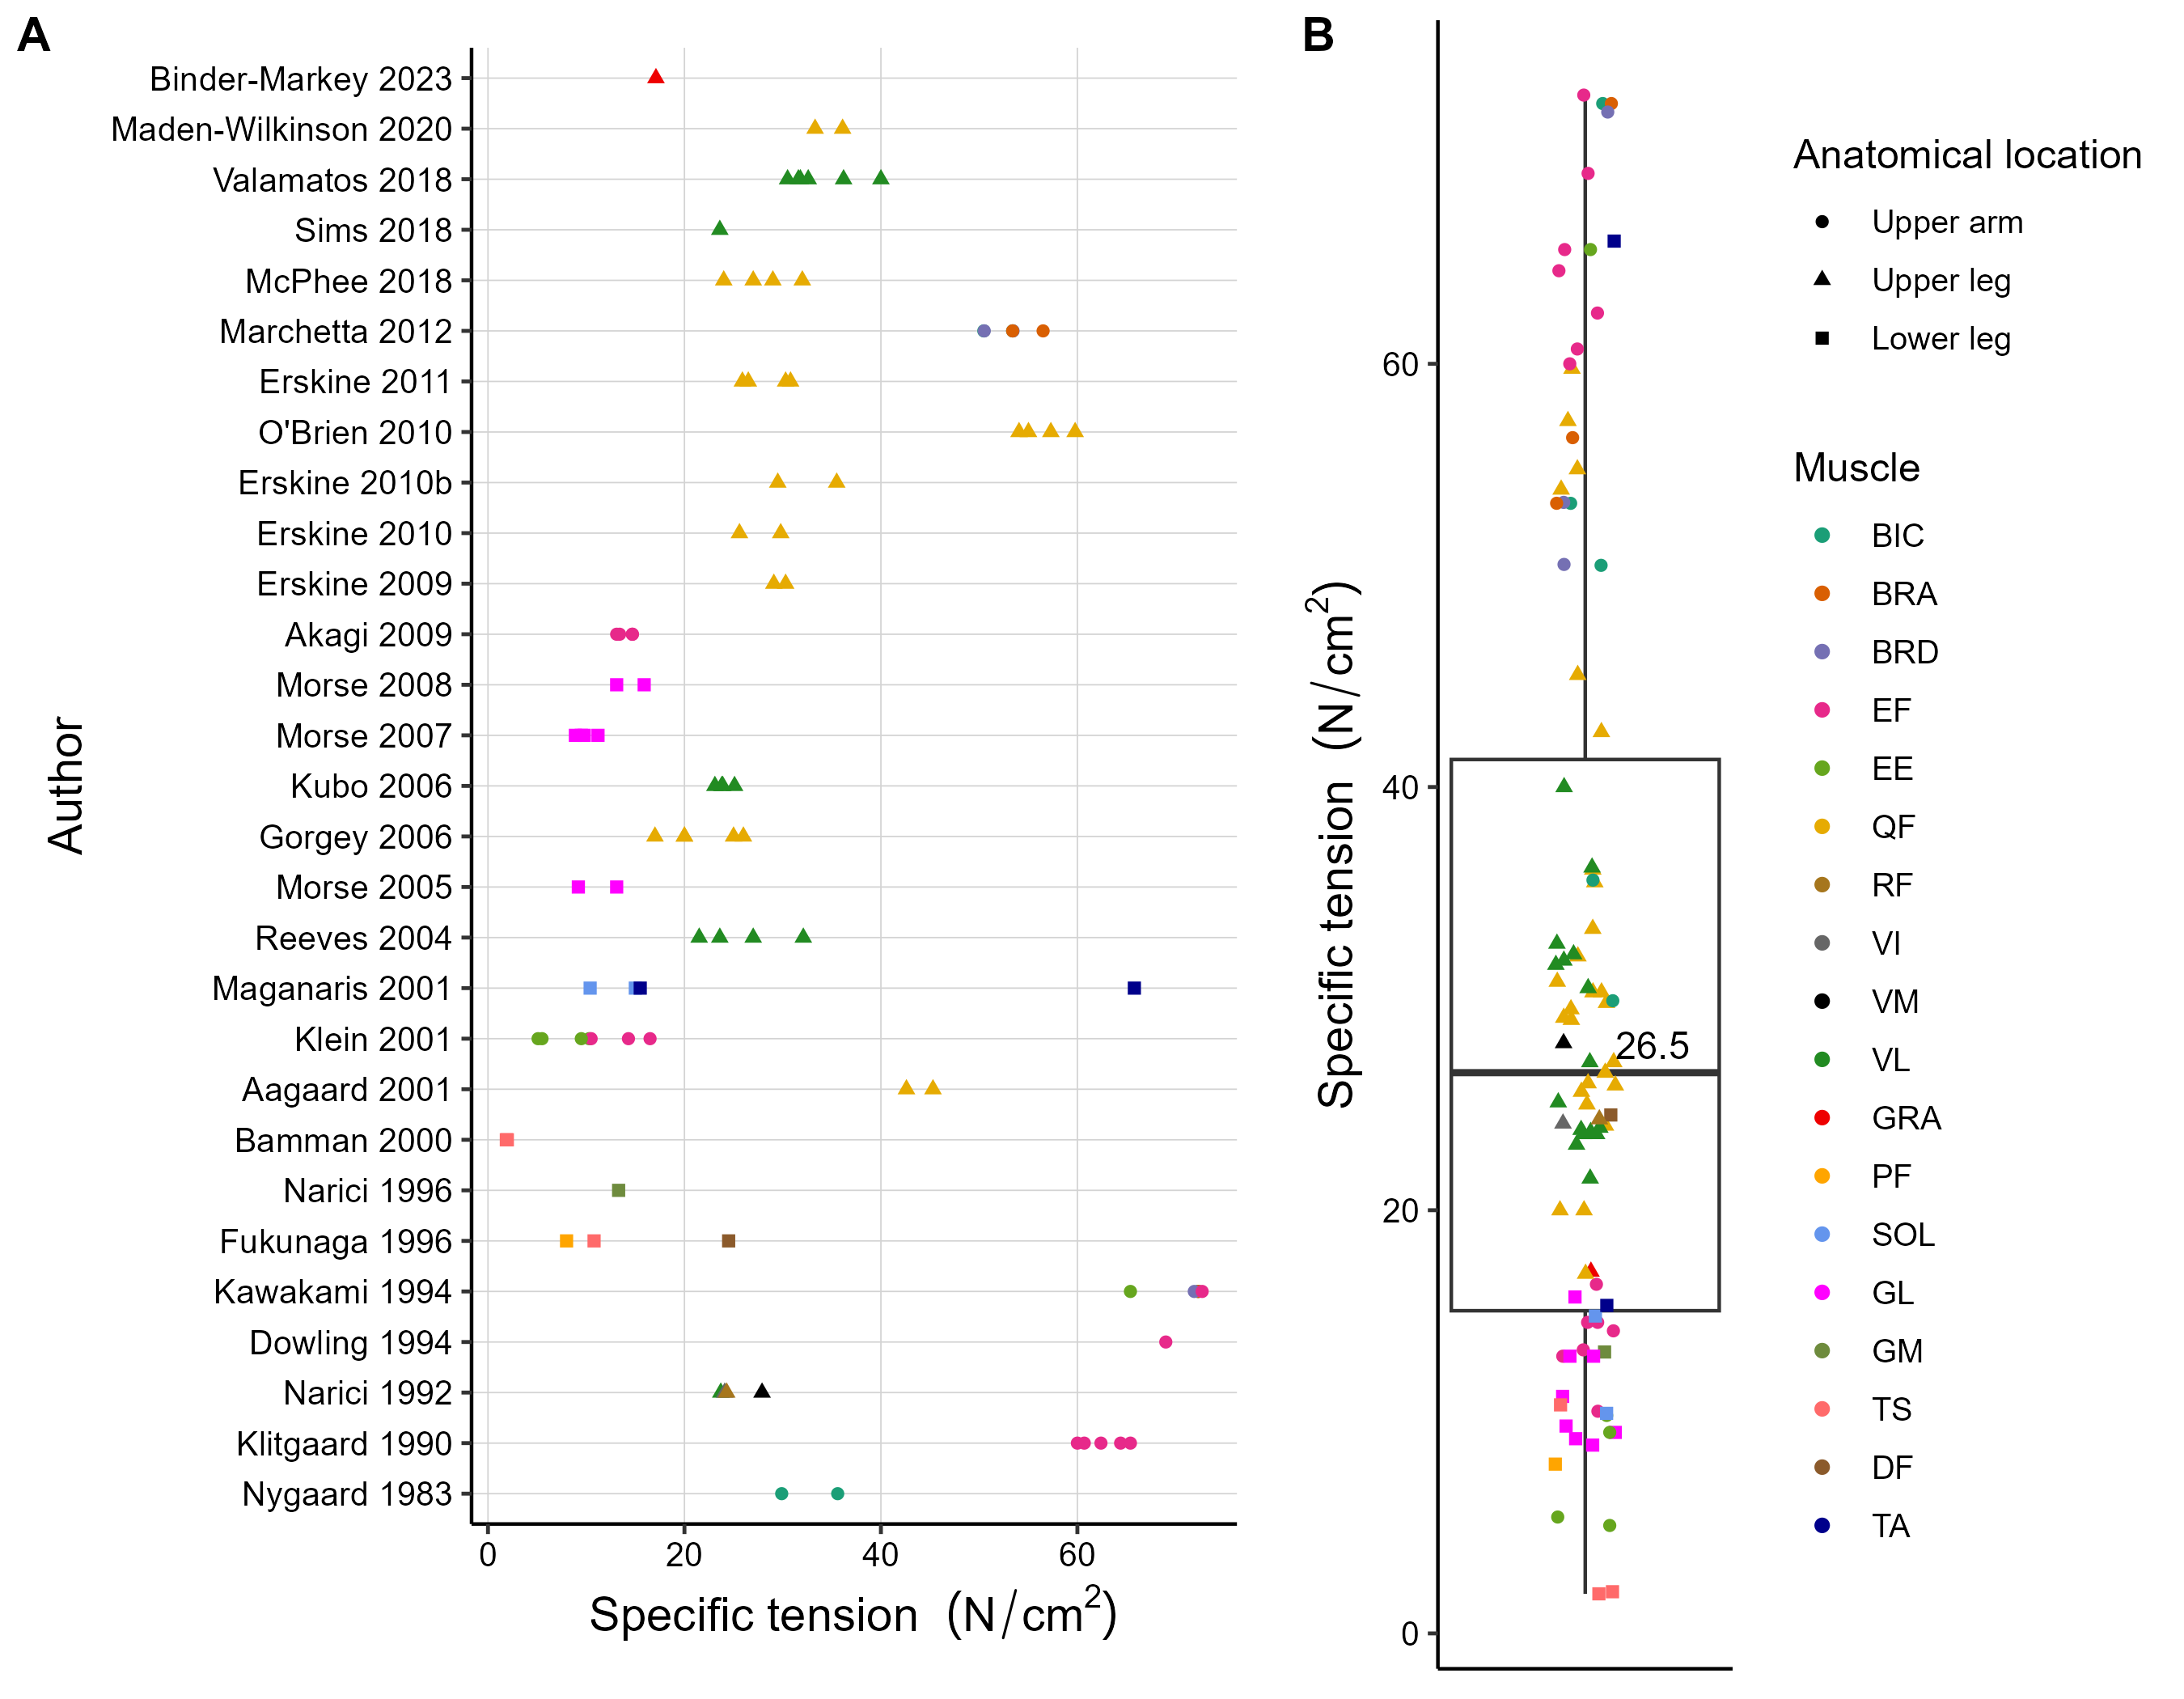 A
Author
Binder-Markey 2023
Maden-Wilkinson 2020
Valamatos 2018
Sims 2018
McPhee 2018
Marchetta 2012
Erskine 2011
O'Brien 2010
Erskine 2010b
Erskine 2010
Erskine 2009
Akagi 2009
Morse 2008
Morse 2007
Kubo 2006
Gorgey 2006
Morse 2005
Reeves 2004
Maganaris 2001
Klein 2001
Aagaard 2001
Bamman 2000
Narici 1996
Fukunaga 1996
Kawakami 1994
Dowling 1994
Narici 1992
Klitgaard 1990
Nygaard 1983
0 20 40 60
Specific tension (N/cm²)
B
Specific tension (N/cm²)
60
40
20
0
26.5
Anatomical location
Upper arm
Upper leg
Lower leg
Muscle
BIC
BRA
BRD
EF
EE
QF
RF
VI
VM
VL
GRA
PF
SOL
GL
GM
TS
DF
TA